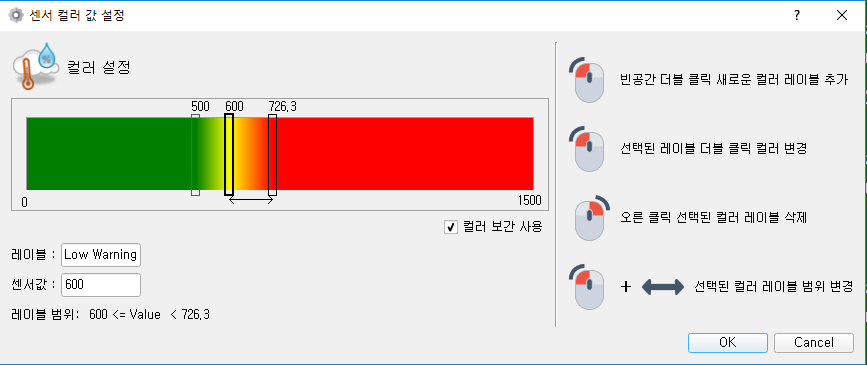 센서 컬러 값 설정
?
컬러 설정
500 600 726,3
0 1500
컬러 보간 사용
레이블 : Low Warning
센서값 : 600
레이블 범위: 600 <= Value < 726,3
빈공간 더블 클릭 새로운 컬러 레이블 추가
선택된 레이블 더블 클릭 컬러 변경
오른 클릭 선택된 컬러 레이블 삭제
+ 선택된 컬러 레이블 범위 변경
OK Cancel